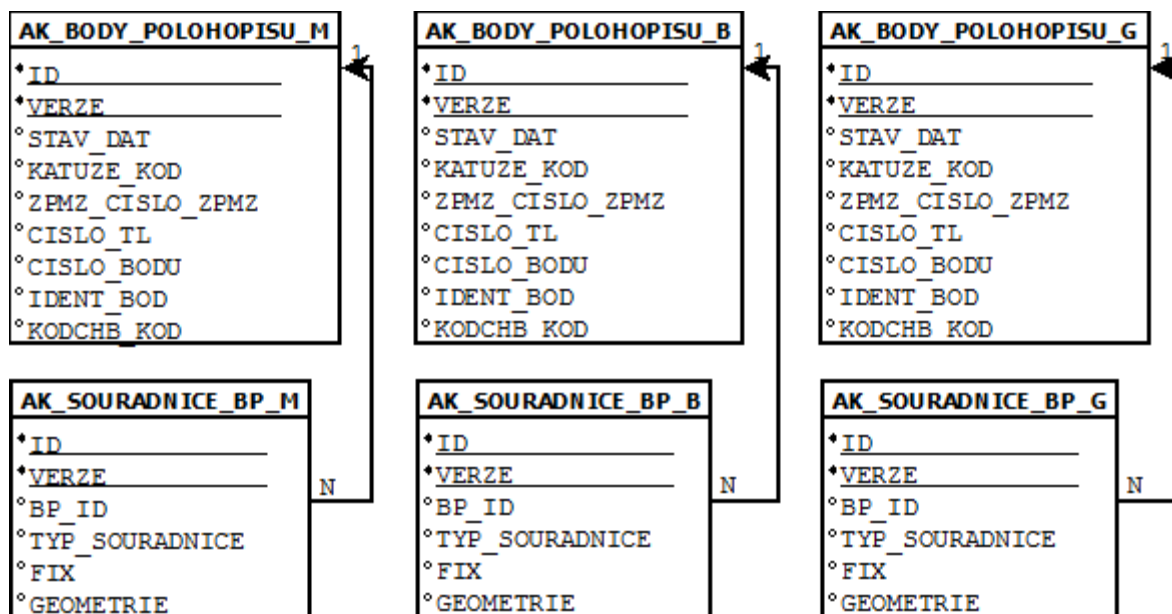 AK_BODY_POLOHOPISU_M
ID
VERZE
STAV_DAT
KATUZE_KOD
ZPMZ_CISLO_ZPMZ
CISLO_TL
CISLO_BODU
IDENT_BOD
KODCHB_KOD
1
AK_BODY_POLOHOPISU_B
ID
VERZE
STAV_DAT
KATUZE_KOD
ZPMZ_CISLO_ZPMZ
CISLO_TL
CISLO_BODU
IDENT_BOD
KODCHB_KOD
1
AK_BODY_POLOHOPISU_G
ID
VERZE
STAV_DAT
KATUZE_KOD
ZPMZ_CISLO_ZPMZ
CISLO_TL
CISLO_BODU
IDENT_BOD
KODCHB_KOD
1
AK_SOURADNICE_BP_M
ID
VERZE
BP_ID
TYP_SOURADNICE
FIX
GEOMETRIE
N
AK_SOURADNICE_BP_B
ID
VERZE
BP_ID
TYP_SOURADNICE
FIX
GEOMETRIE
N
AK_SOURADNICE_BP_G
ID
VERZE
BP_ID
TYP_SOURADNICE
FIX
GEOMETRIE
N